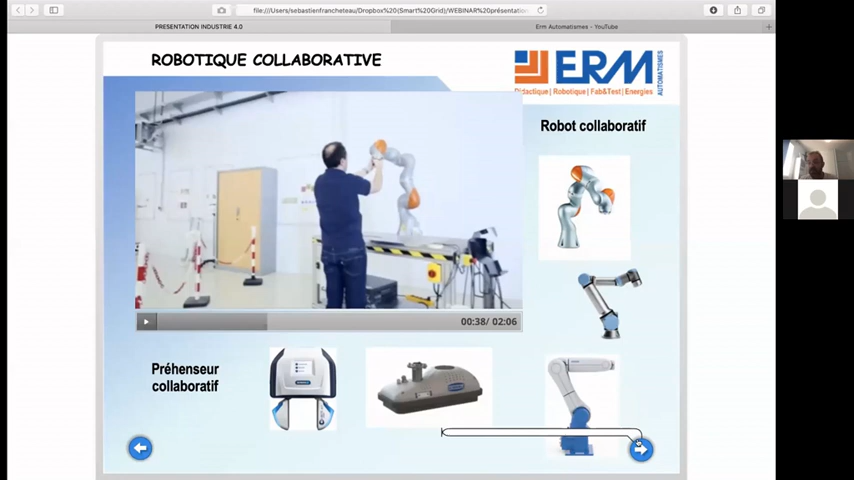 file:///Users/sebastienfrancheteau/Dropbox%20(Smart%20Grid)/WEBINAR%20présentation
PRESENTATION INDUSTRIE 4.0
Erm Automatismes - YouTube
ROBOTIQUE COLLABORATIVE
ERM
AUTOMATISMES
Didactique | Robotique | Fab&Test | Energies
Robot collaboratif
00:38/ 02:06
Préhenseur
collaboratif